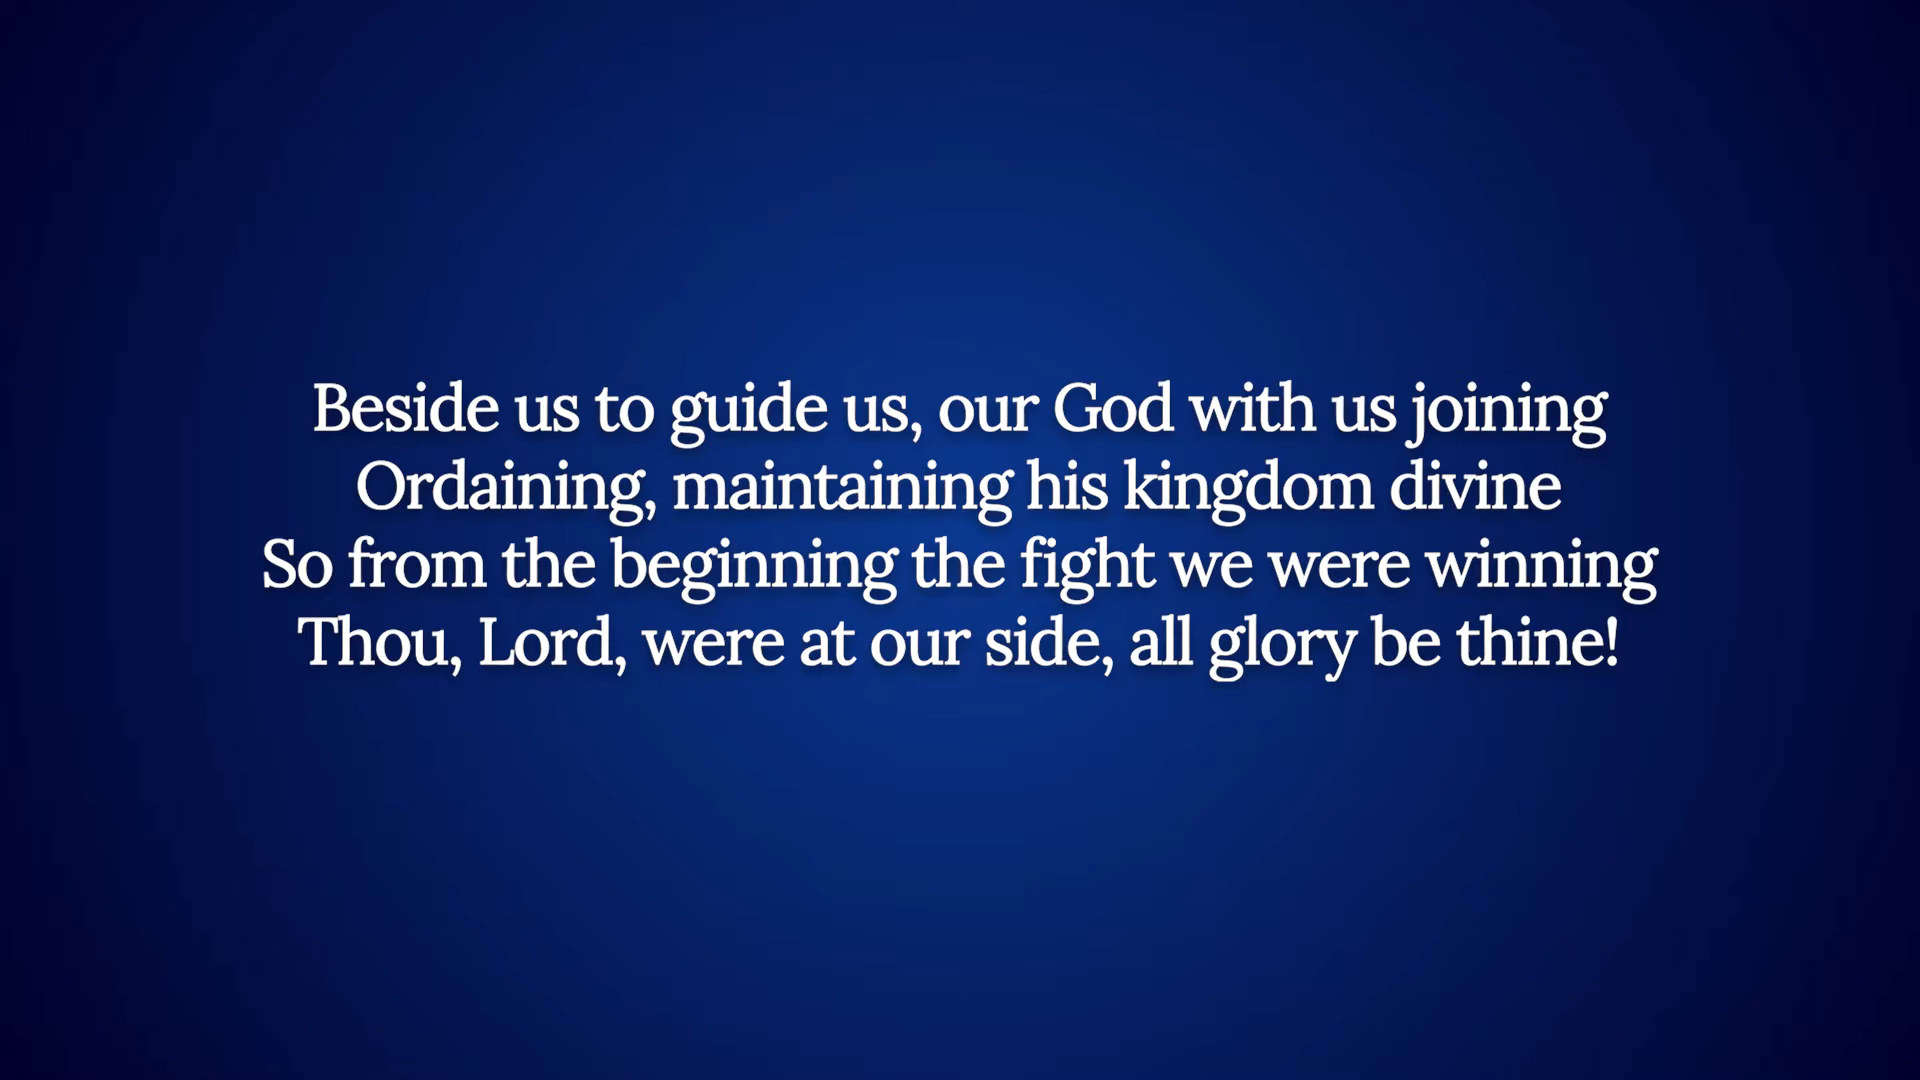 Beside us to guide us, our God with us joining
Ordaining, maintaining his kingdom divine
So from the beginning the fight we were winning
Thou, Lord, were at our side, all glory be thine!